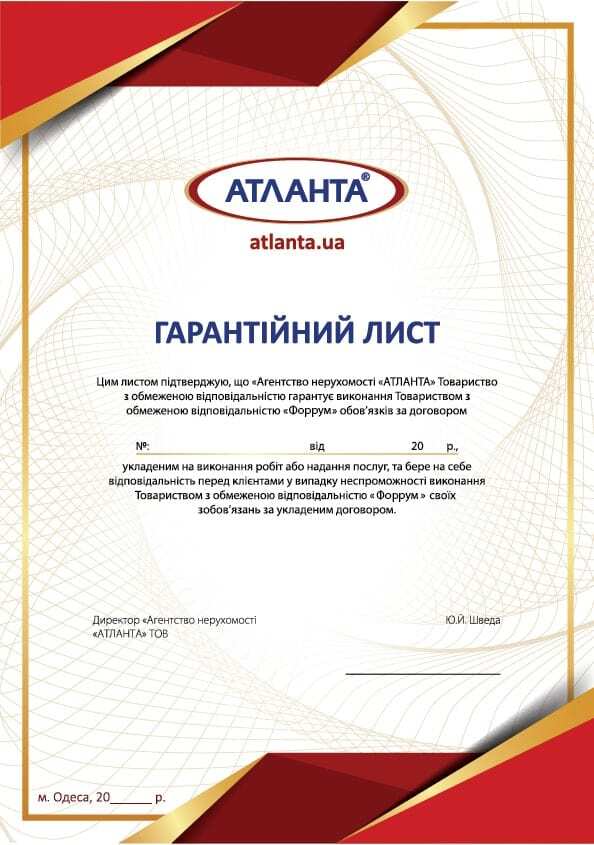 АТЛАНТА®
atlanta.ua
ГАРАНТІЙНИЙ ЛИСТ
Цим листом підтверджую, що «Агентство нерухомості «АТЛАНТА» Товариство
з обмеженою відповідальністю гарантує виконання Товариством з
обмеженою відповідальністю «Форрум» обов'язків за договором
№: від 20 р.,
укладеним на виконання робіт або надання послуг, та бере на себе
відповідальність перед клієнтами у випадку неспроможності виконання
Товариством з обмеженою відповідальністю «Форрум» своїх
зобов'язань за укладеним договором.
Директор «Агентство нерухомості
«АТЛАНТА» ТОВ
Ю.Й. Шведа
м. Одеса, 20______ р.